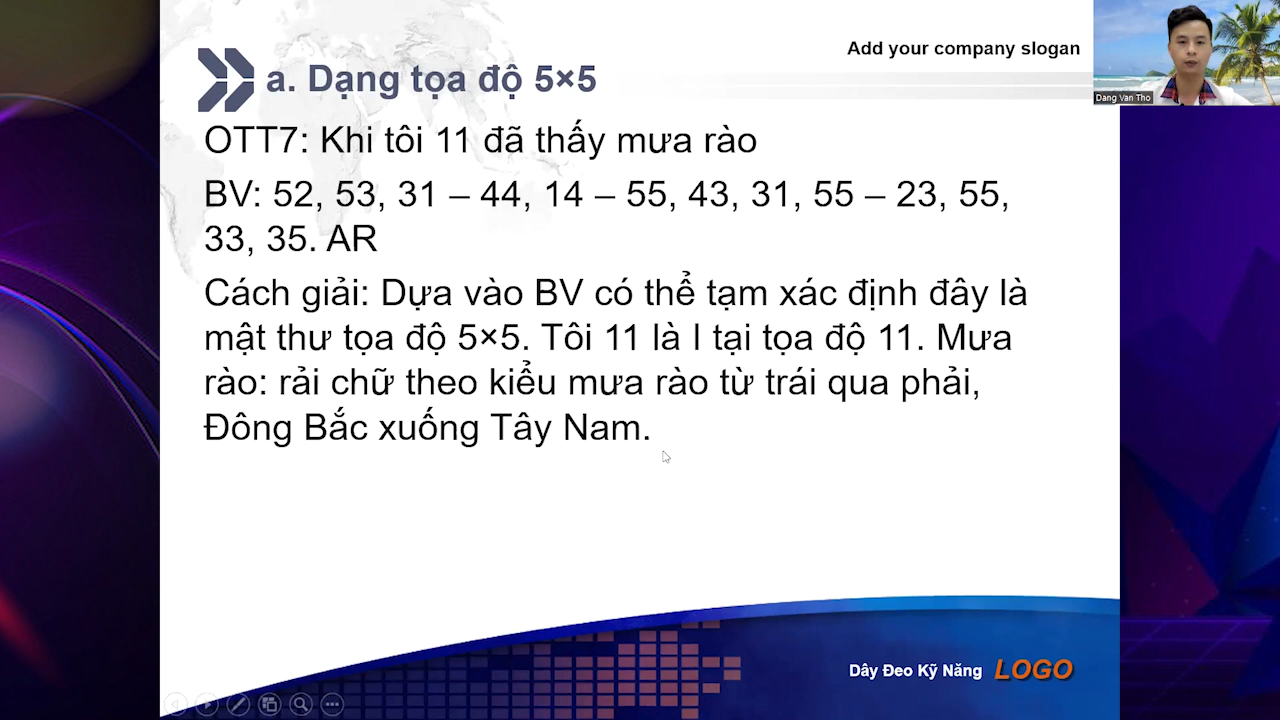 Add your company slogan
Dang Van Tho
a. Dạng tọa độ 5×5
OTT7: Khi tôi 11 đã thấy mưa rào
BV: 52, 53, 31 – 44, 14 – 55, 43, 31, 55 – 23, 55,
33, 35. AR
Cách giải: Dựa vào BV có thể tạm xác định đây là
mật thư tọa độ 5×5. Tôi 11 là I tại tọa độ 11. Mưa
rào: rải chữ theo kiểu mưa rào từ trái qua phải,
Đông Bắc xuống Tây Nam.
Dây Đeo Kỹ Năng LOGO